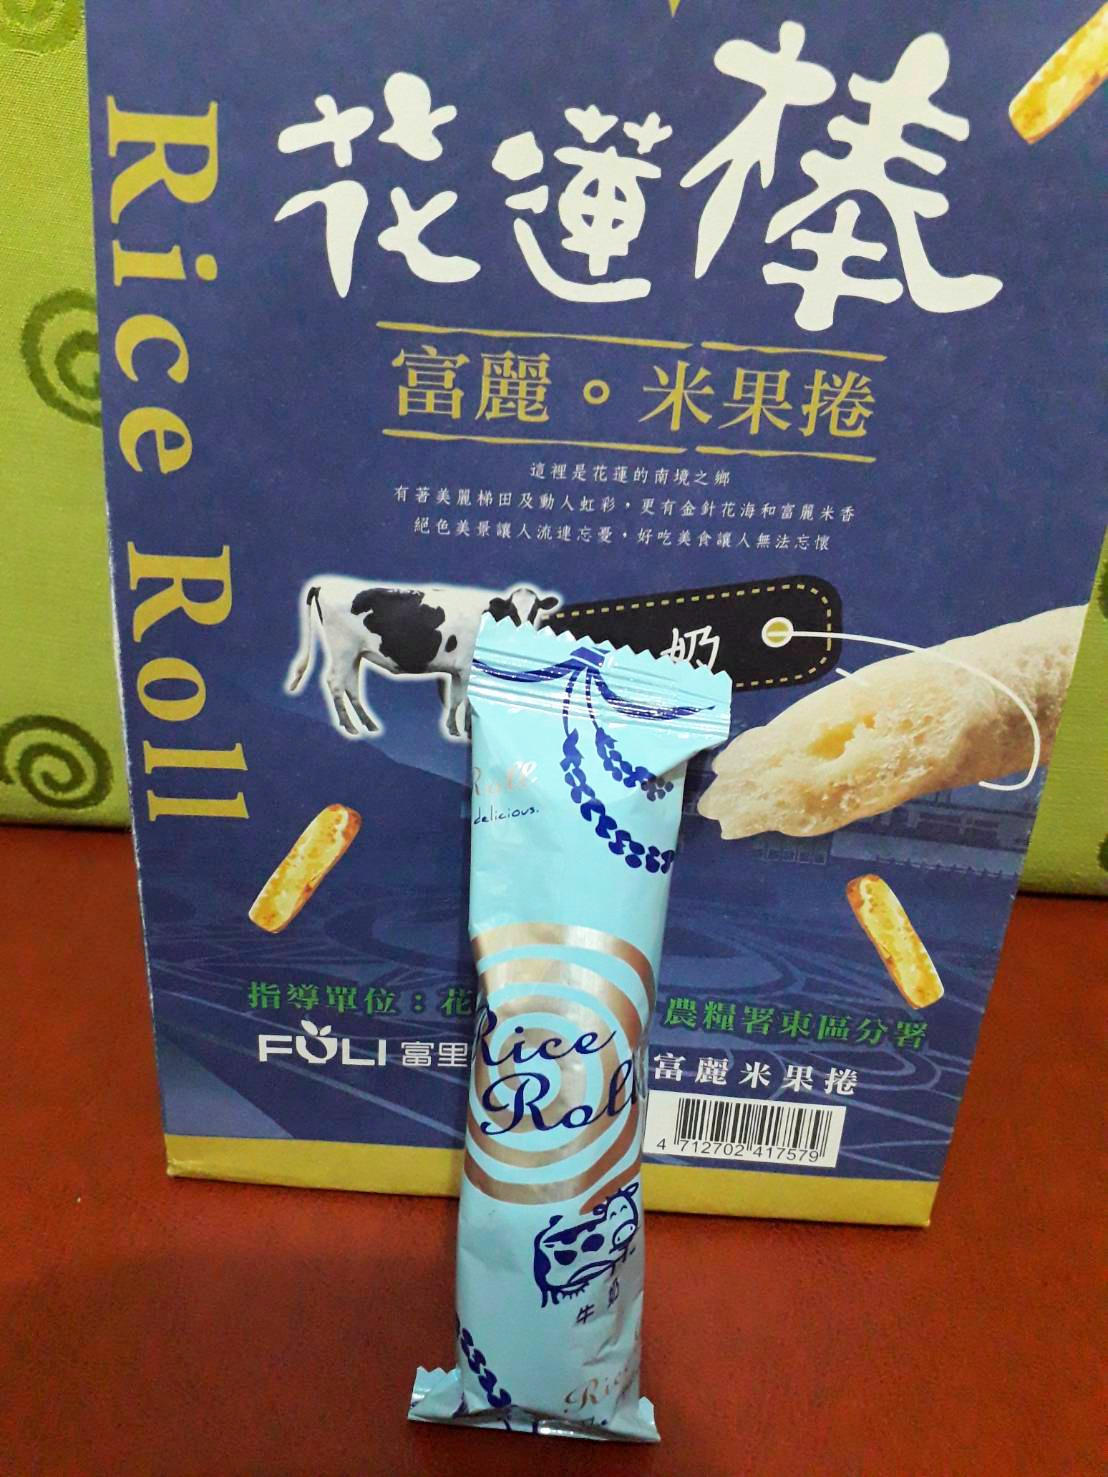 Rice Roll
花蓮棒
富麗。米果捲
這裡是花蓮的南境之鄉
有著美麗梯田及動人虹彩，更有金針花海和富麗米香
絕色美景讓人流連忘憂，好吃美食讓人無法忘懷
奶
指導單位：花
農糧署東區分署
FULI 富里
富麗米果捲
4 712702 417579
Roll
delicious.
Rice
Roll
牛奶